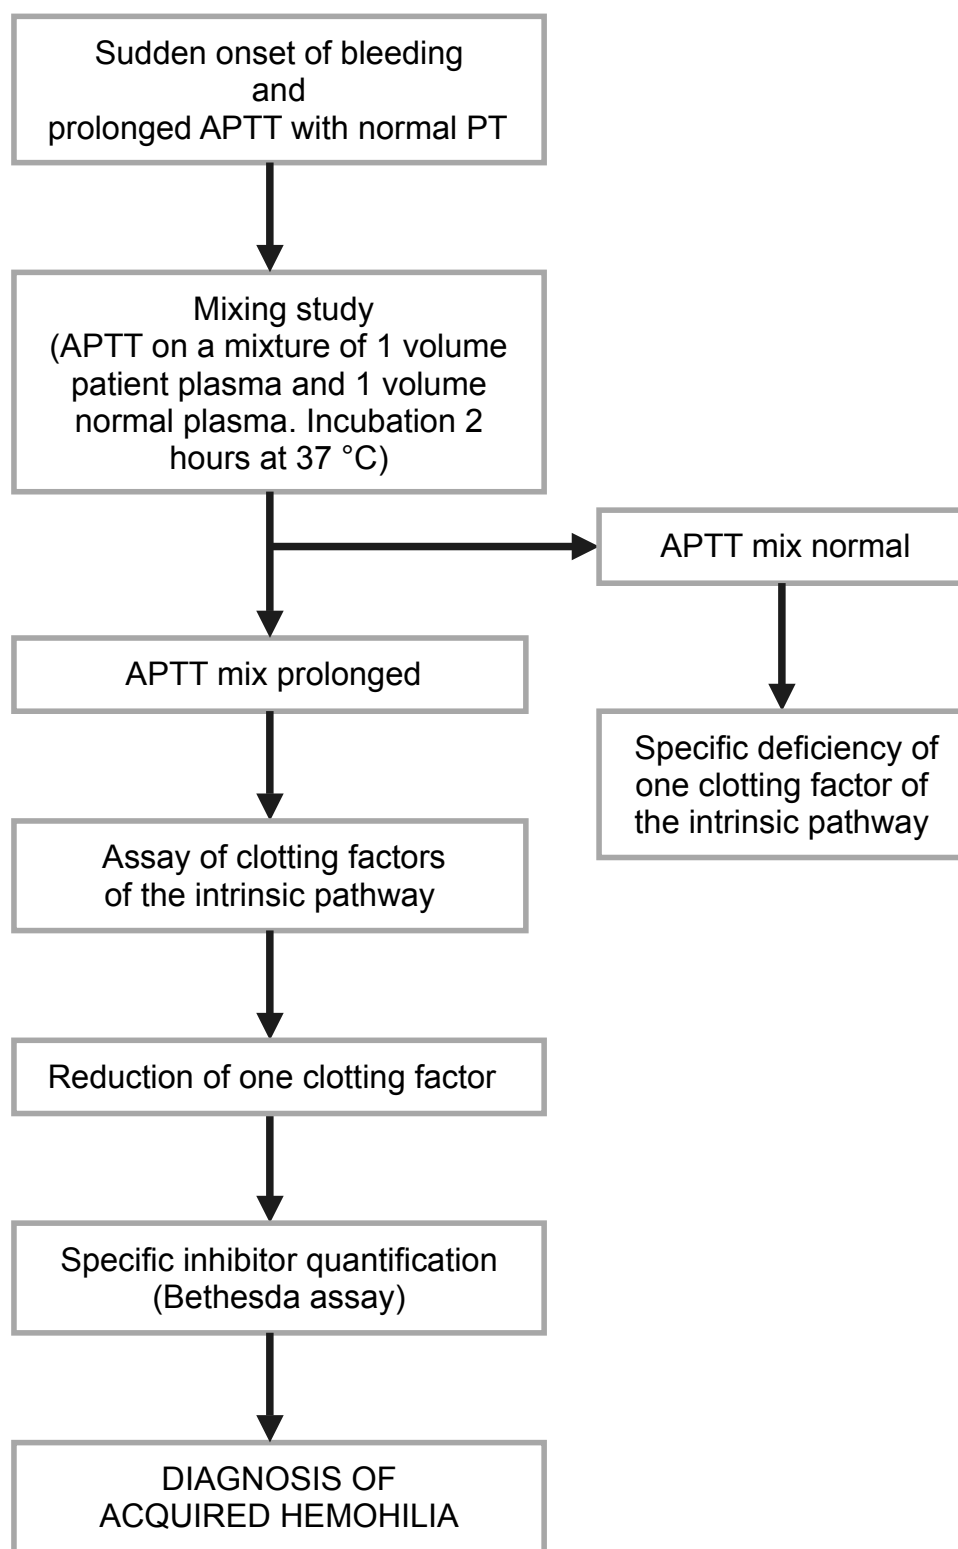 Sudden onset of bleeding
and
prolonged APTT with normal PT
Mixing study
(APTT on a mixture of 1 volume
patient plasma and 1 volume
normal plasma. Incubation 2
hours at 37 °C)
APTT mix normal
APTT mix prolonged
Specific deficiency of
one clotting factor of
the intrinsic pathway
Assay of clotting factors
of the intrinsic pathway
Reduction of one clotting factor
Specific inhibitor quantification
(Bethesda assay)
DIAGNOSIS OF
ACQUIRED HEMOHILIA